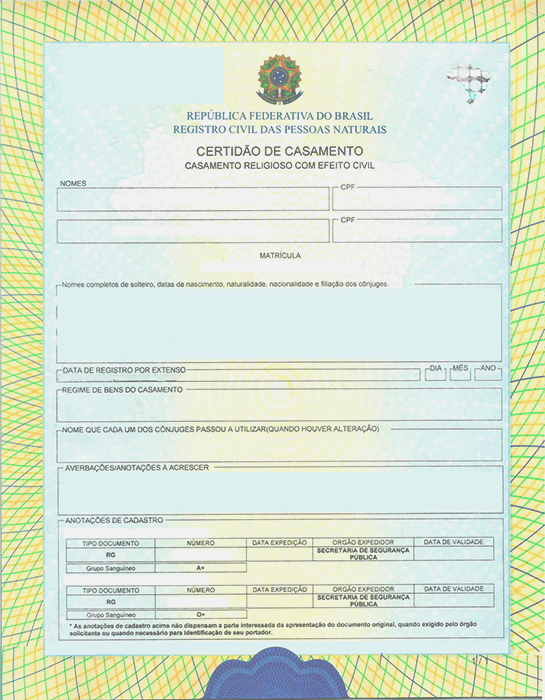 REPÚBLICA FEDERATIVA DO BRASIL
REGISTRO CIVIL DAS PESSOAS NATURAIS
CERTIDÃO DE CASAMENTO
CASAMENTO RELIGIOSO COM EFEITO CIVIL
NOMES CPF
CPF
MATRÍCULA
Nomes completos de solteiro, datas de nascimento, naturalidade, nacionalidade e filiação dos cônjuges.
DATA DE REGISTRO POR EXTENSO DIA MÊS ANO
REGIME DE BENS DO CASAMENTO
NOME QUE CADA UM DOS CÔNJUGES PASSOU A UTILIZAR(QUANDO HOUVER ALTERAÇÃO)
AVERBAÇÕES/ANOTAÇÕES À ACRESCER
ANOTAÇÕES DE CADASTRO
TIPO DOCUMENTO NÚMERO DATA EXPEDIÇÃO ORGÃO EXPEDIDOR DATA DE VALIDADE
RG SECRETARIA DE SEGURANÇA PÚBLICA
Grupo Sanguíneo A+
TIPO DOCUMENTO NÚMERO DATA EXPEDIÇÃO ORGÃO EXPEDIDOR DATA DE VALIDADE
RG SECRETARIA DE SEGURANÇA PÚBLICA
Grupo Sanguíneo O+
* As anotações de cadastro acima não dispensam a parte interessada da apresentação do documento original, quando exigido pelo órgão
solicitante ou quando necessário para identificação de seu portador.